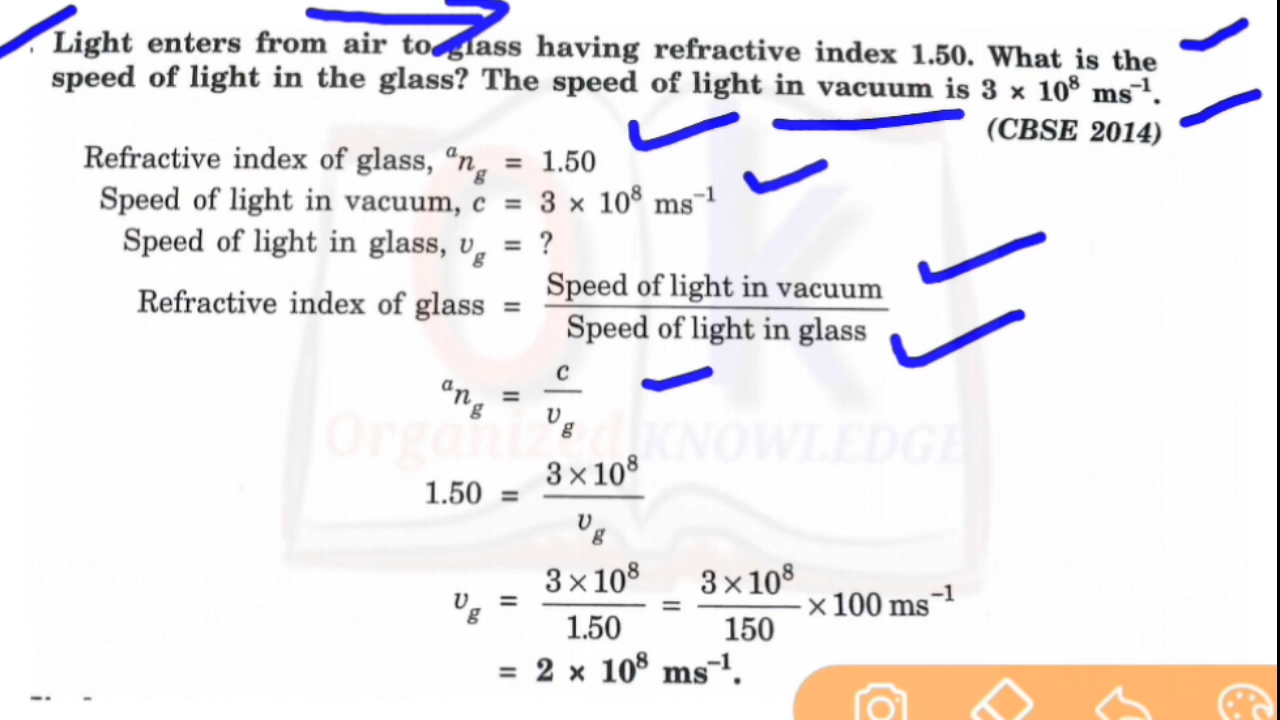 Light enters from air to glass having refractive index 1.50. What is the
speed of light in the glass? The speed of light in vacuum is 3 × 10⁸ ms⁻¹.
(CBSE 2014)
Refractive index of glass, ᵃn_g = 1.50
Speed of light in vacuum, c = 3 × 10⁸ ms⁻¹
Speed of light in glass, v_g = ?
Refractive index of glass = Speed of light in vacuum / Speed of light in glass
ᵃn_g = c / v_g
Organized KNOWLEDGE
1.50 = 3×10⁸ / v_g
v_g = 3×10⁸ / 1.50 = 3×10⁸ / 150 ×100 ms⁻¹
= 2 × 10⁸ ms⁻¹.